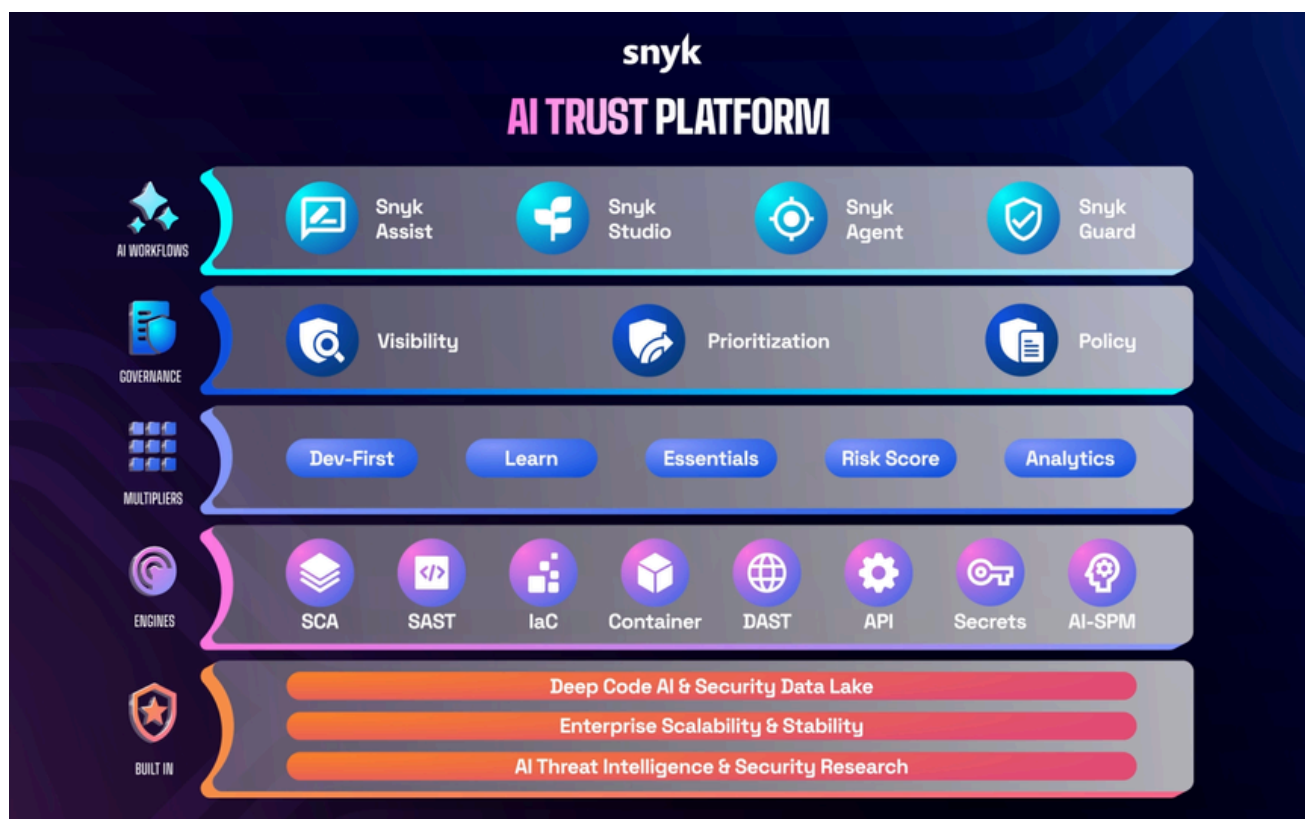 snyk
AI TRUST PLATFORM
AI WORKFLOWS
Snyk
Assist
Snyk
Studio
Snyk
Agent
Snyk
Guard
GOVERNANCE
Visibility
Prioritization
Policy
MULTIPLIERS
Dev-First
Learn
Essentials
Risk Score
Analytics
ENGINES
SCA
SAST
IaC
Container
DAST
API
Secrets
AI-SPM
BUILT IN
Deep Code AI & Security Data Lake
Enterprise Scalability & Stability
AI Threat Intelligence & Security Research